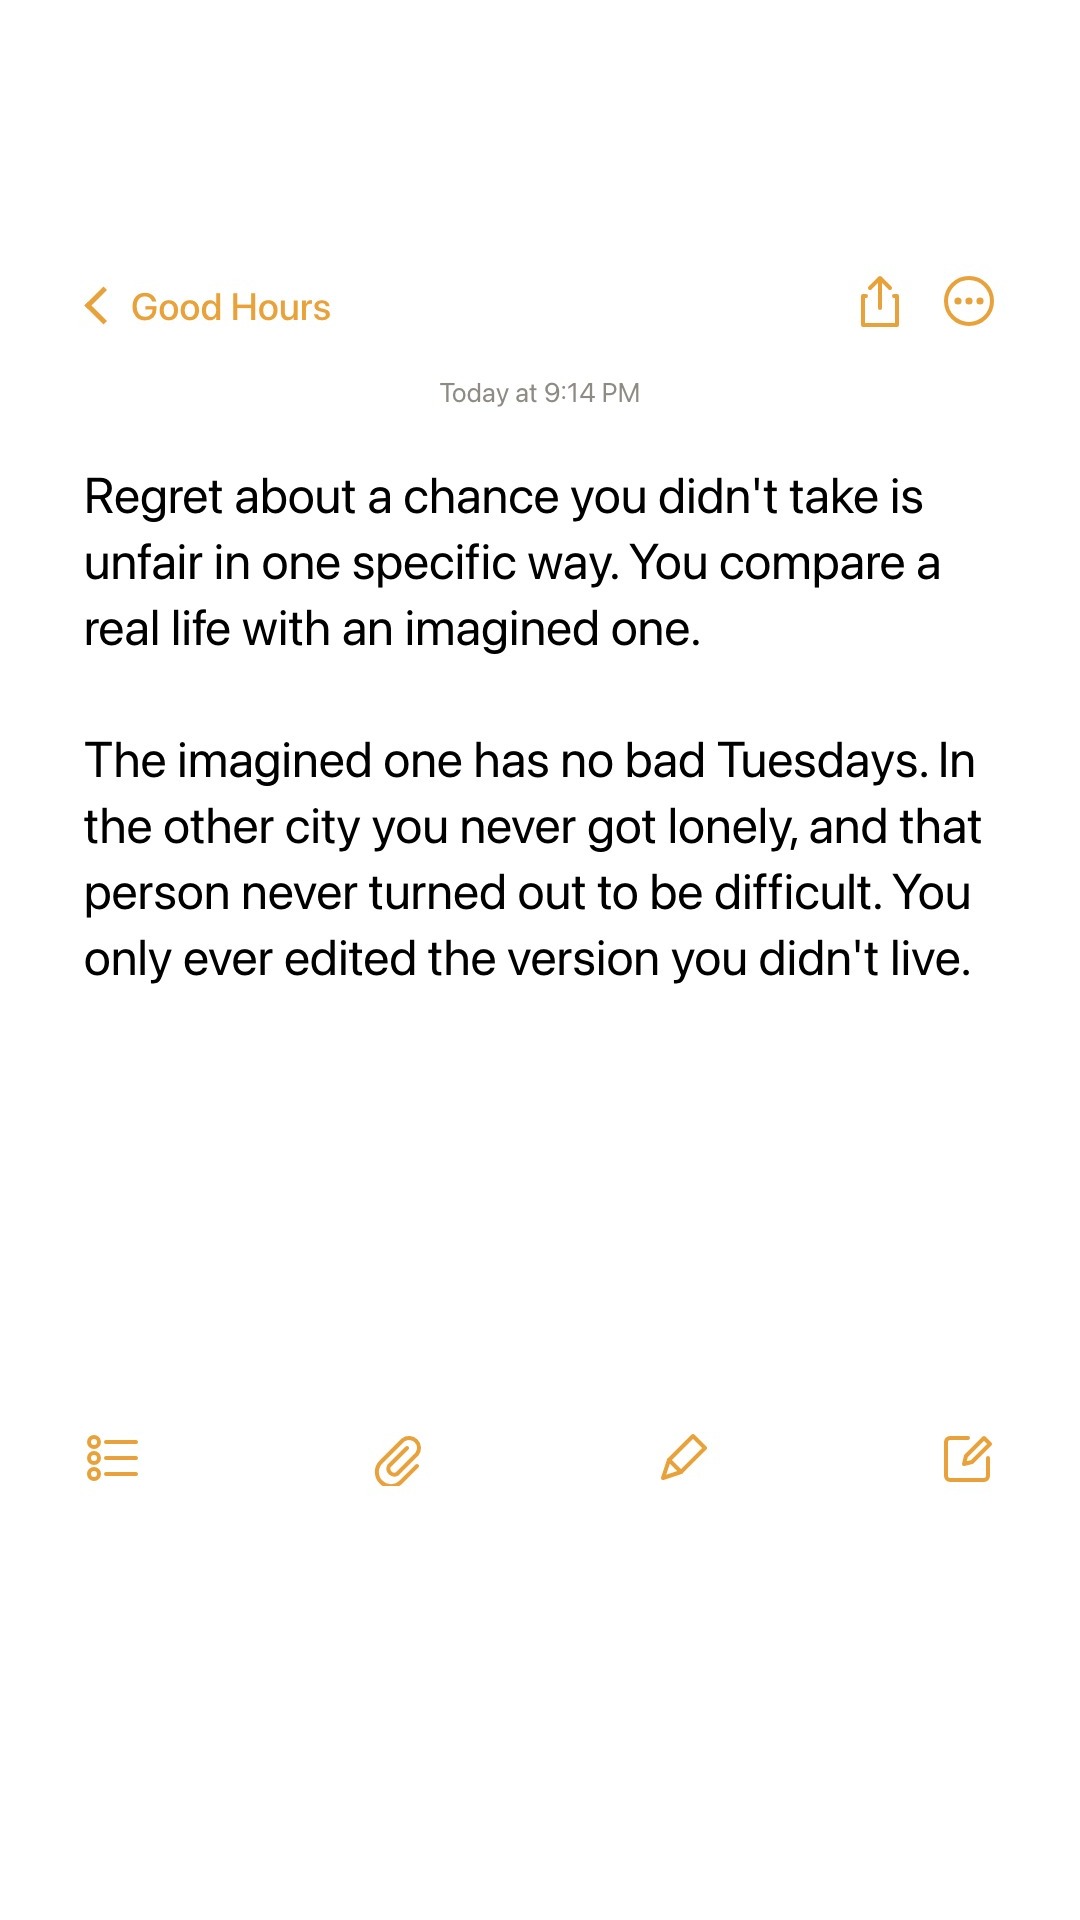 Good Hours
Today at 9:14 PM
Regret about a chance you didn't take is
unfair in one specific way. You compare a
real life with an imagined one.
The imagined one has no bad Tuesdays. In
the other city you never got lonely, and that
person never turned out to be difficult. You
only ever edited the version you didn't live.